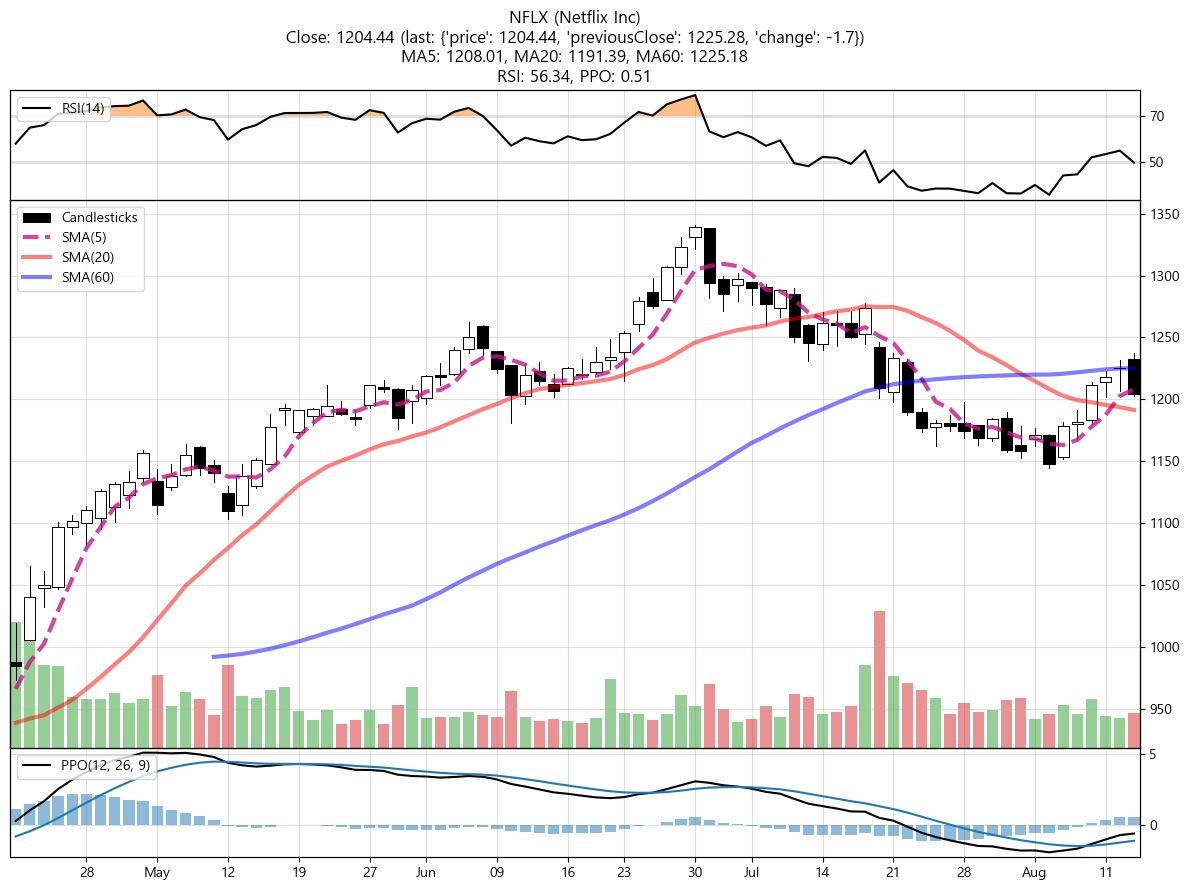 NFLX (Netflix Inc)
Close: 1204.44 (last: {'price': 1204.44, 'previousClose': 1225.28, 'change': -1.7})
MA5: 1208.01, MA20: 1191.39, MA60: 1225.18
RSI: 56.34, PPO: 0.51
RSI(14)
70
50
Candlesticks
SMA(5)
SMA(20)
SMA(60)
1350
1300
1250
1200
1150
1100
1050
1000
950
PPO(12, 26, 9)
5
0
28 May 12 19 27 Jun 09 16 23 30 Jul 14 21 28 Aug 11